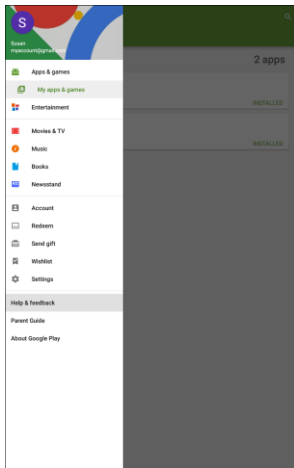 S
Susan
myaccount@gmail.com
2 apps
Apps & games
My apps & games
INSTALLED
Entertainment
Movies & TV
Music
INSTALLED
Books
Newsstand
Account
Redeem
Send gift
Wishlist
Settings
Help & feedback
Parent Guide
About Google Play